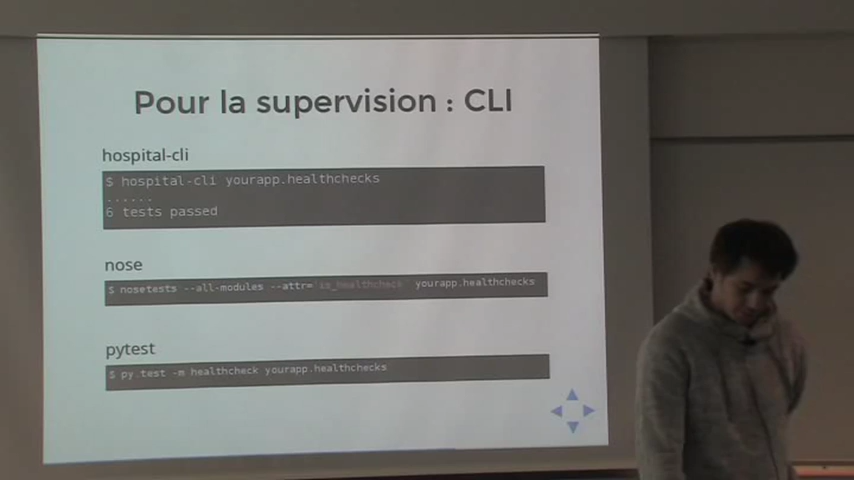 Pour la supervision : CLI
hospital-cli
$ hospital-cli yourapp.healthchecks
......
6 tests passed
nose
$ nosetests --all-modules --attr='is_healthcheck' yourapp.healthchecks
pytest
$ py.test -m healthcheck yourapp.healthchecks